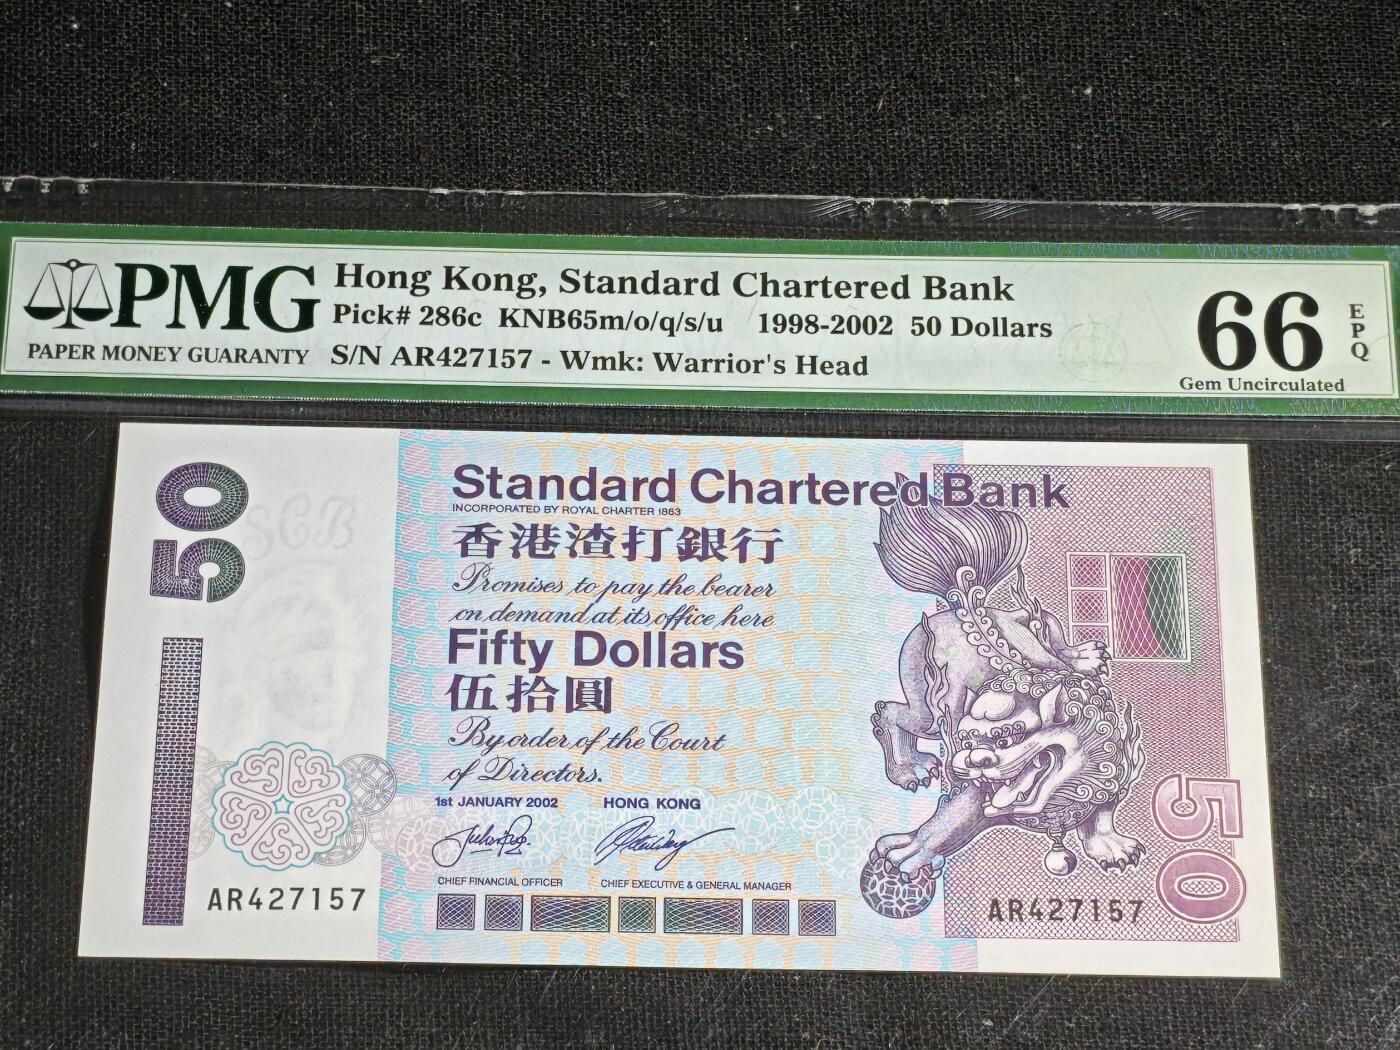 PMG
PAPER MONEY GUARANTY
Hong Kong, Standard Chartered Bank
Pick# 286c KNB65m/o/q/s/u 1998-2002 50 Dollars
S/N AR427157 - Wmk: Warrior's Head
66
EPQ
Gem Uncirculated
50
SCB
Standard Chartered Bank
INCORPORATED BY ROYAL CHARTER 1853
香港渣打銀行
Promises to pay the bearer
on demand at its office here
Fifty Dollars
伍拾圓
By order of the Court
of Directors.
1st JANUARY 2002 HONG KONG
CHIEF FINANCIAL OFFICER CHIEF EXECUTIVE & GENERAL MANAGER
AR427157
AR427157
50